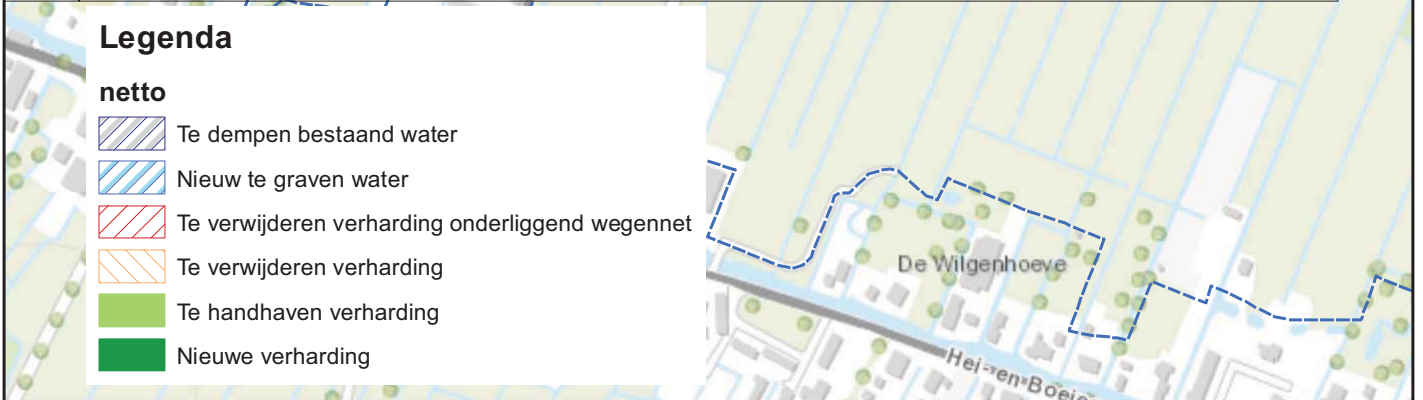 Legenda
netto
Te dempen bestaand water
Nieuw te graven water
Te verwijderen verharding onderliggend wegennet
Te verwijderen verharding
Te handhaven verharding
Nieuwe verharding
De Wilgenhoeve